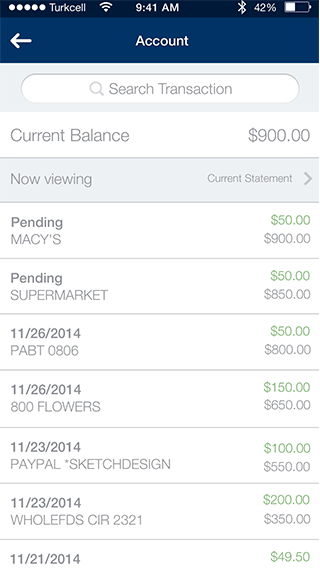 Turkcell 9:41 AM 42%
Account
Search Transaction
Current Balance $900.00
Now viewing Current Statement
Pending $50.00
MACY'S $900.00
Pending $50.00
SUPERMARKET $850.00
11/26/2014 $50.00
PABT 0806 $800.00
11/26/2014 $150.00
800 FLOWERS $650.00
11/23/2014 $100.00
PAYPAL *SKETCHDESIGN $550.00
11/23/2014 $200.00
WHOLEFDS CIR 2321 $350.00
11/21/2014 $49.50